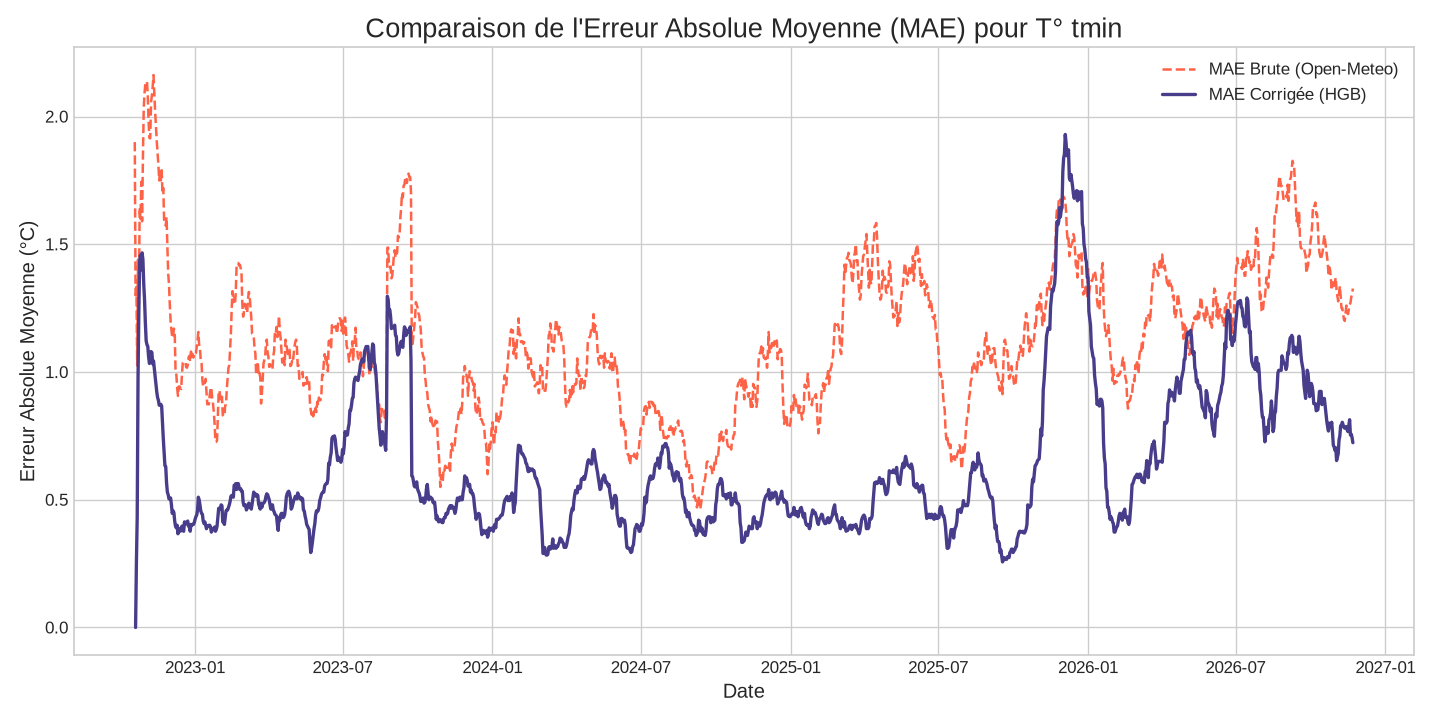 Comparaison de l'Erreur Absolue Moyenne (MAE) pour T° tmin
MAE Brute (Open-Meteo)
MAE Corrigée (HGB)
Erreur Absolue Moyenne (°C)
2.0
1.5
1.0
0.5
0.0
2023-01
2023-07
2024-01
2024-07
2025-01
2025-07
2026-01
2026-07
2027-01
Date